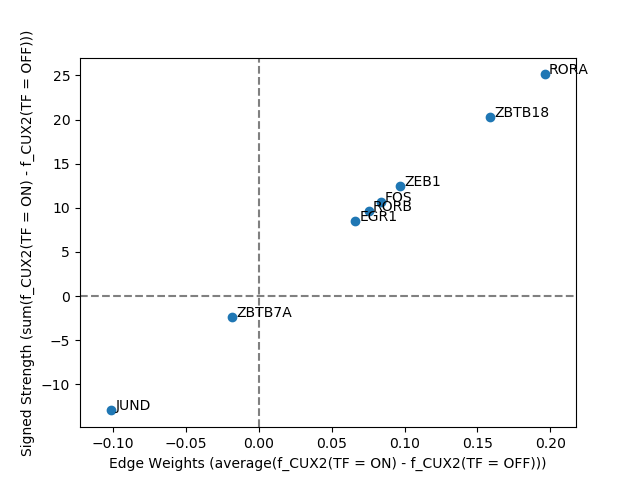 Signed Strength (sum(f_CUX2(TF = ON) - f_CUX2(TF = OFF)))
25
20
15
10
5
0
−5
−10
RORA
ZBTB18
ZEB1
FOS
RORB
EGR1
ZBTB7A
JUND
−0.10 −0.05 0.00 0.05 0.10 0.15 0.20
Edge Weights (average(f_CUX2(TF = ON) - f_CUX2(TF = OFF)))